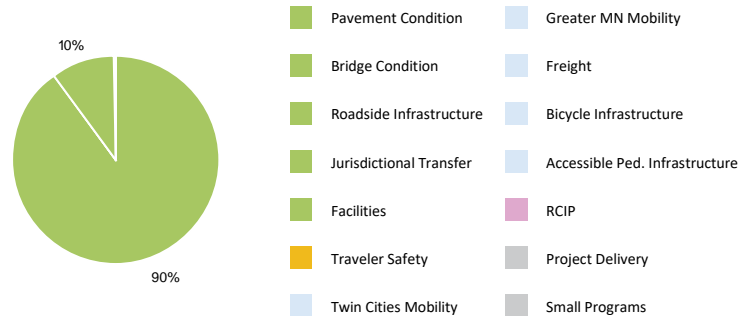 10%
90%
Pavement Condition
Bridge Condition
Roadside Infrastructure
Jurisdictional Transfer
Facilities
Traveler Safety
Twin Cities Mobility
Greater MN Mobility
Freight
Bicycle Infrastructure
Accessible Ped. Infrastructure
RCIP
Project Delivery
Small Programs